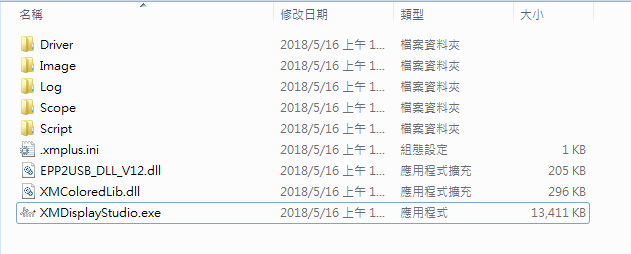 名稱 修改日期 類型 大小
Driver 2018/5/16 上午 1... 檔案資料夾
Image 2018/5/16 上午 1... 檔案資料夾
Log 2018/5/16 上午 1... 檔案資料夾
Scope 2018/5/16 上午 1... 檔案資料夾
Script 2018/5/16 上午 1... 檔案資料夾
.xmplus.ini 2018/5/16 上午 1... 組態設定 1 KB
EPP2USB_DLL_V12.dll 2018/5/16 上午 1... 應用程式擴充 205 KB
XMColoredLib.dll 2018/5/16 上午 1... 應用程式擴充 296 KB
XMDisplayStudio.exe 2018/5/16 上午 1... 應用程式 13,411 KB